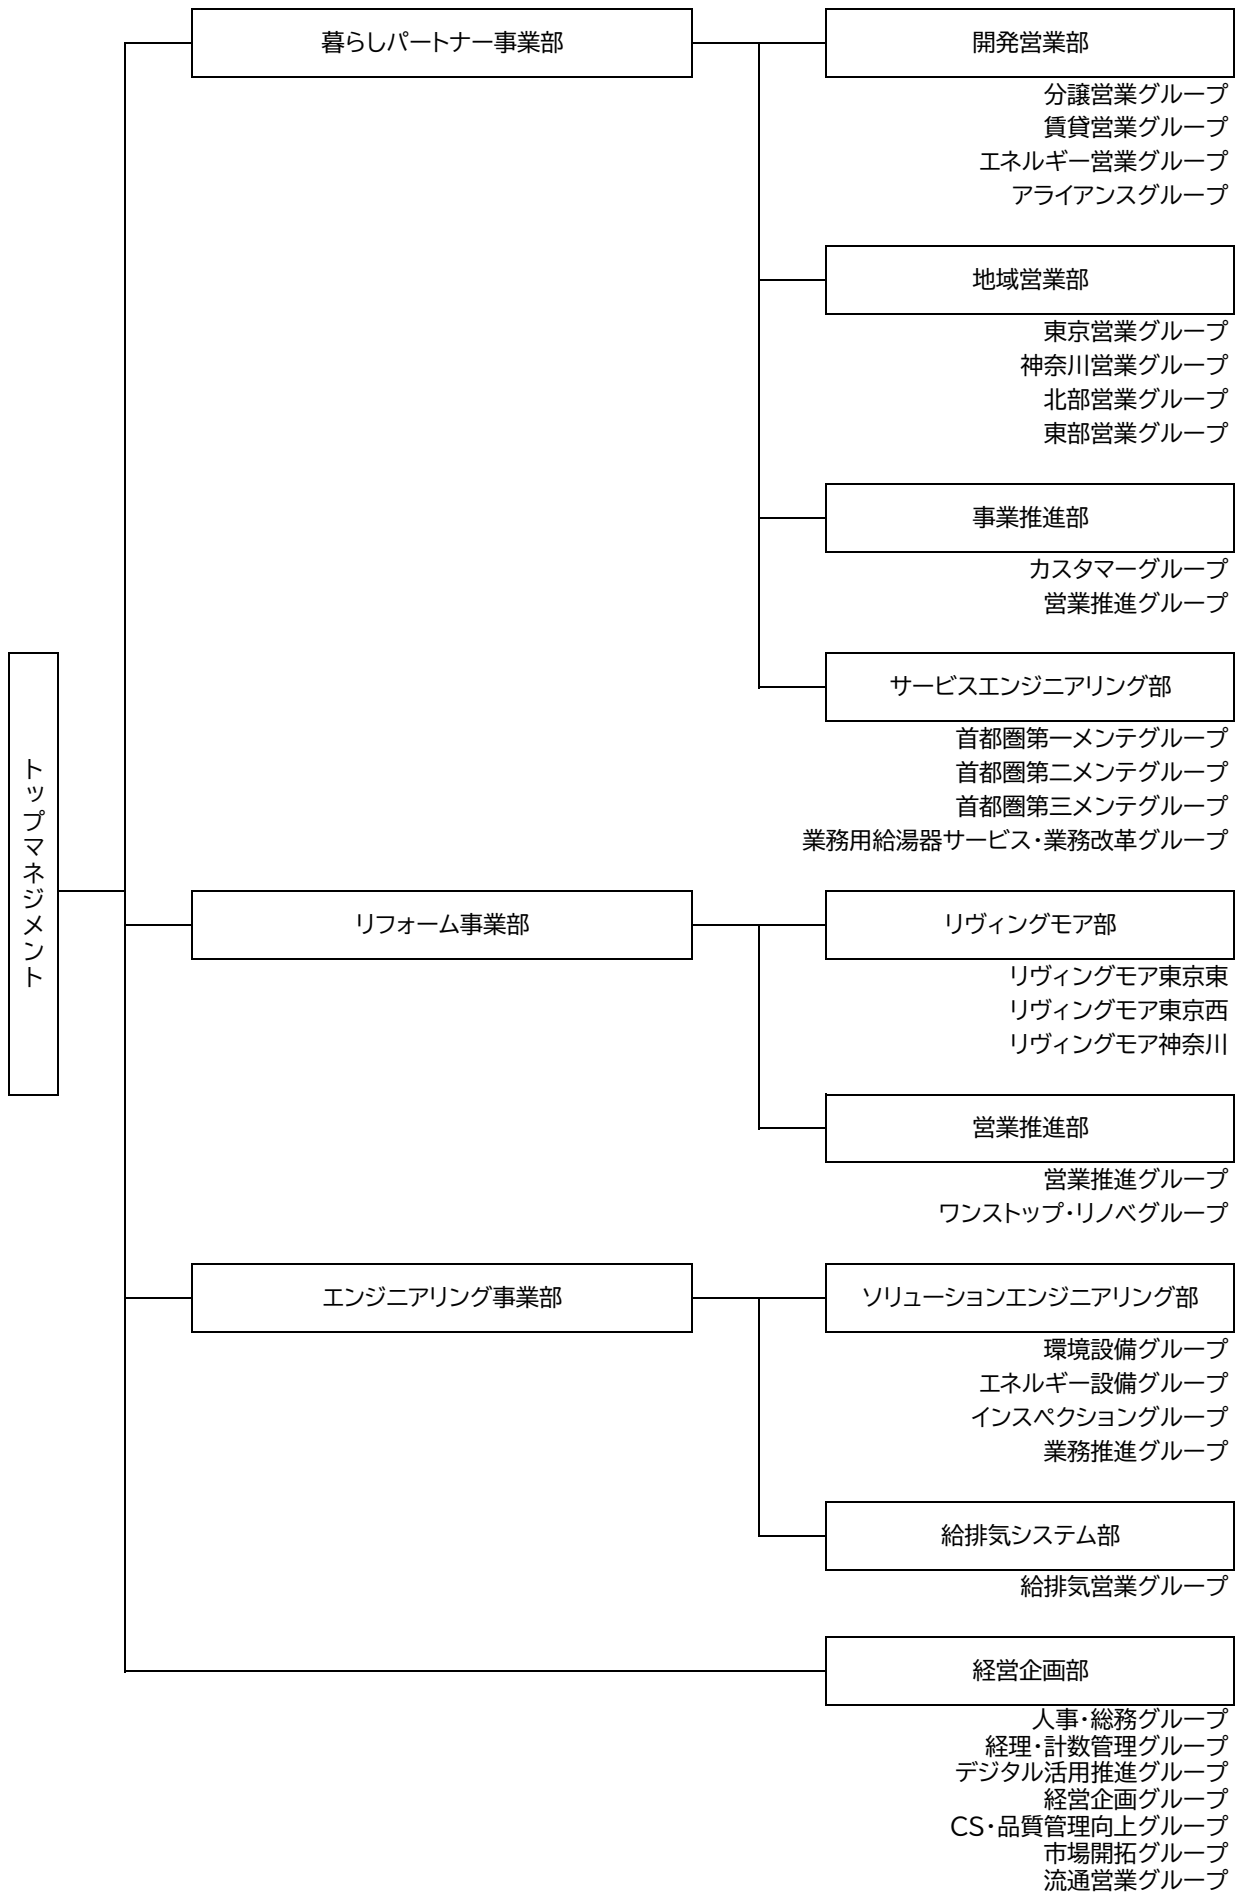 トップマネジメント
暮らしパートナー事業部
開発営業部
分譲営業グループ
賃貸営業グループ
エネルギー営業グループ
アライアンスグループ
地域営業部
東京営業グループ
神奈川営業グループ
北部営業グループ
東部営業グループ
事業推進部
カスタマーグループ
営業推進グループ
サービスエンジニアリング部
首都圏第一メンテグループ
首都圏第二メンテグループ
首都圏第三メンテグループ
業務用給湯器サービス・業務改革グループ
リフォーム事業部
リヴィングモア部
リヴィングモア東京東
リヴィングモア東京西
リヴィングモア神奈川
営業推進部
営業推進グループ
ワンストップ・リノベグループ
エンジニアリング事業部
ソリューションエンジニアリング部
環境設備グループ
エネルギー設備グループ
インスペクショングループ
業務推進グループ
給排気システム部
給排気営業グループ
経営企画部
人事・総務グループ
経理・計数管理グループ
デジタル活用推進グループ
経営企画グループ
CS・品質管理向上グループ
市場開拓グループ
流通営業グループ